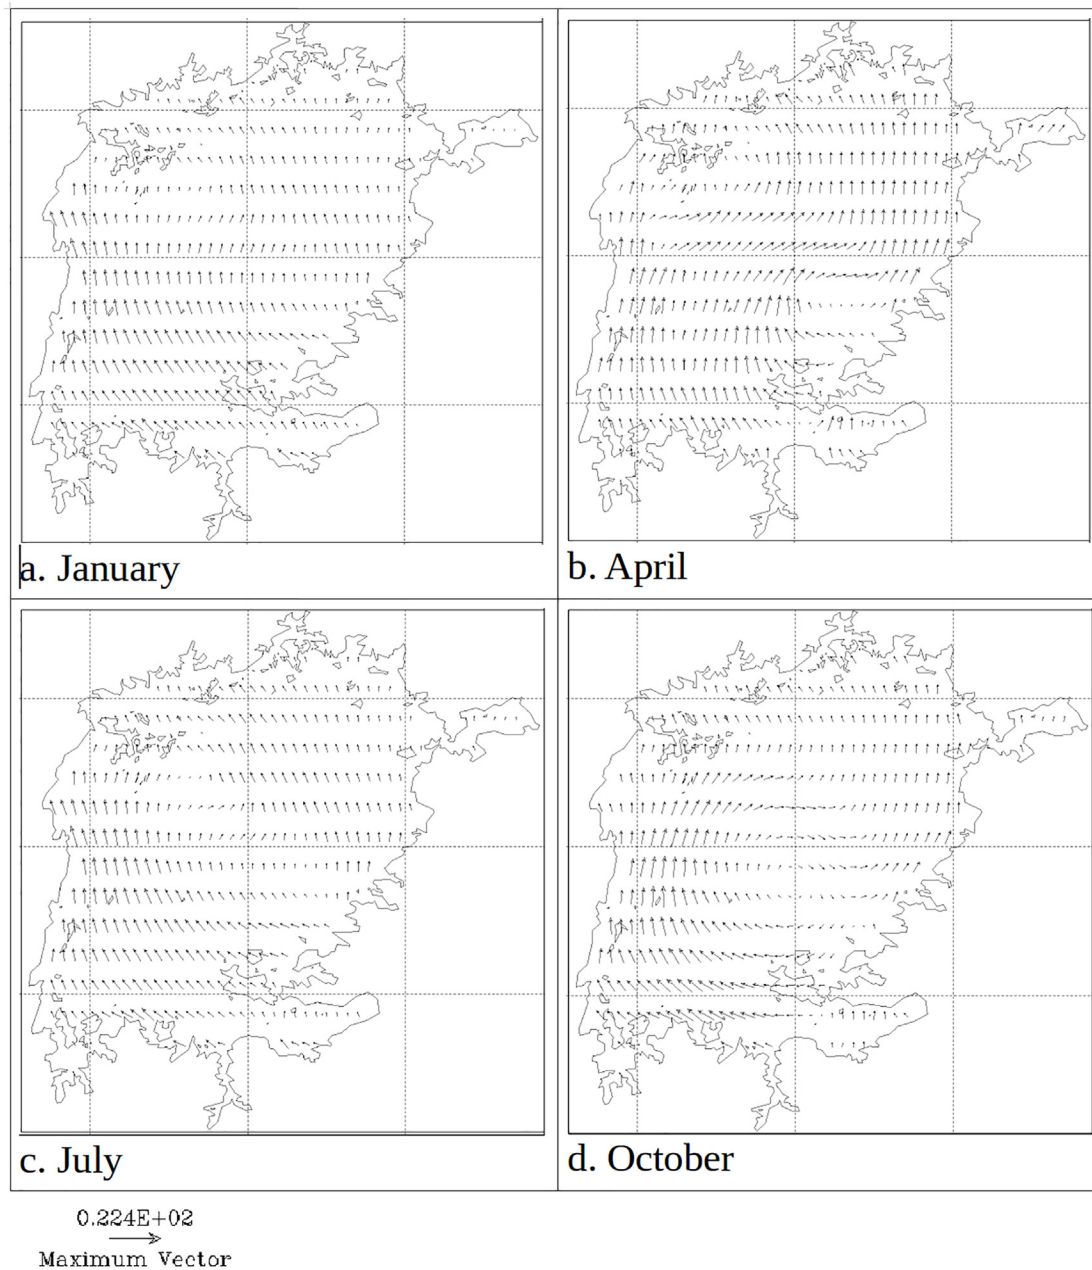 a. January
b. April
c. July
d. October
0.224E+02
Maximum Vector